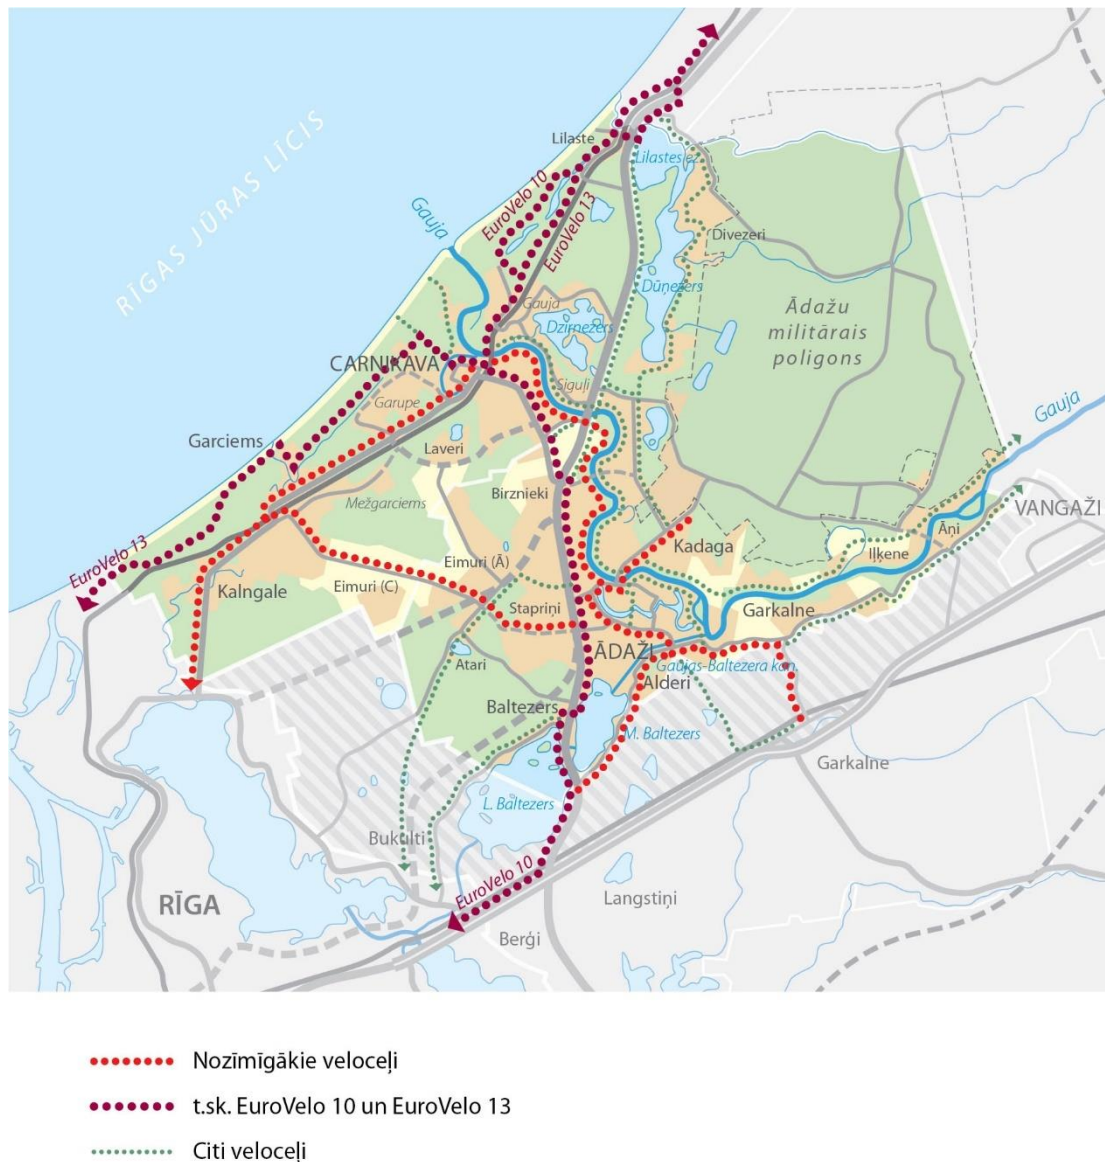 Lilaste
Lilastes ez.
EuroVelo 10
EuroVelo 13
Gauja
RĪGAS JŪRAS LĪCIS
Divezeri
Dūņezers
Gauja
Dzirnezers
Ādažu
militārais
poligons
CARNIKAVA
Siguļi
Garupe
Gauja
Garciems
Laveri
Birznieki
Mežgarciems
VANGAŽI
Āņi
Iļķene
Kadaga
EuroVelo 13
Eimuri (Ā)
Kalngale
Eimuri (C)
Stapriņi
Garkalne
ĀDAŽI
Atari
Gaujas-Baltezera kan.
Alderi
Baltezers
M. Baltezers
Garkalne
L. Baltezers
Bukulti
EuroVelo 10
RĪGA
Langstiņi
Berģi
Nozīmīgākie veloceļi
t.sk. EuroVelo 10 un EuroVelo 13
Citi veloceļi